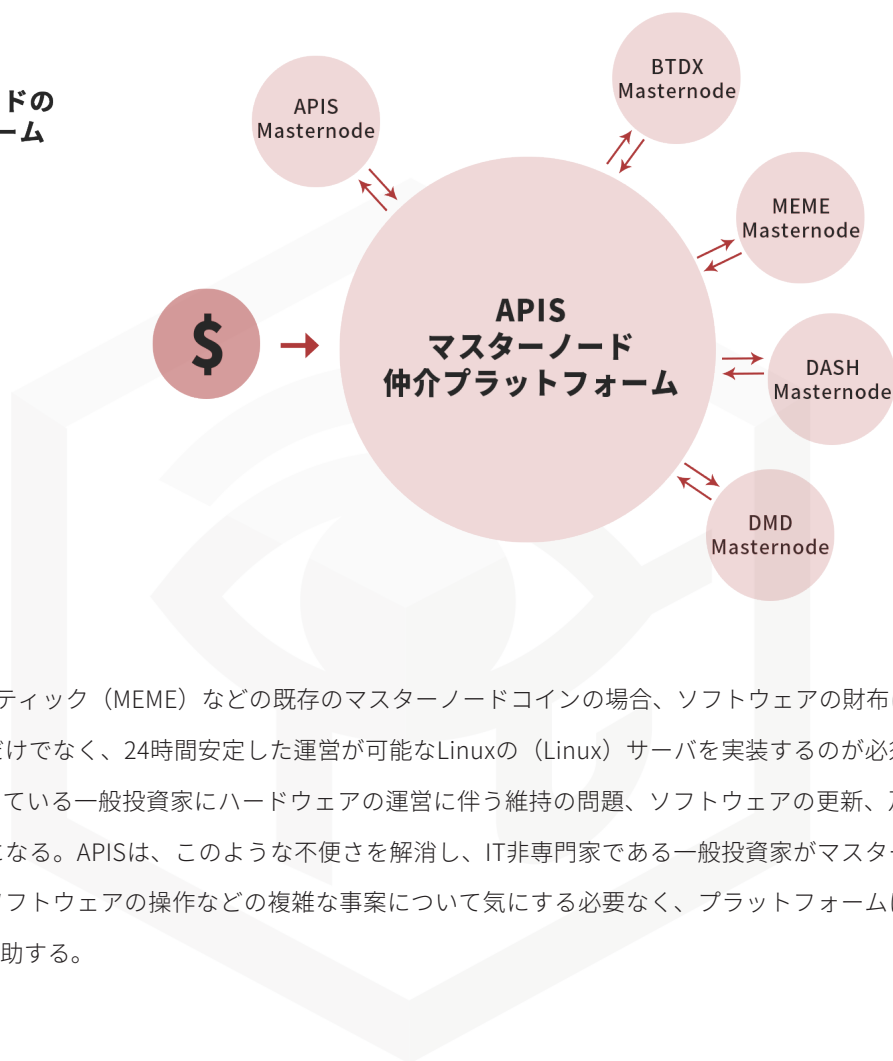 ドの
ーム
APIS
Masternode
BTDX
Masternode
MEME
Masternode
DASH
Masternode
DMD
Masternode
$
APIS
マスターノード
仲介プラットフォーム
ティック（MEME）などの既存のマスターノードコインの場合、ソフトウェアの財布
だけでなく、24時間安定した運営が可能なLinuxの（Linux）サーバを実装するのが必
ている一般投資家にハードウェアの運営に伴う維持の問題、ソフトウェアの更新、
になる。APISは、このような不便さを解消し、IT非専門家である一般投資家がマスター
ソフトウェアの操作などの複雑な事案について気にする必要なく、プラットフォーム
助する。